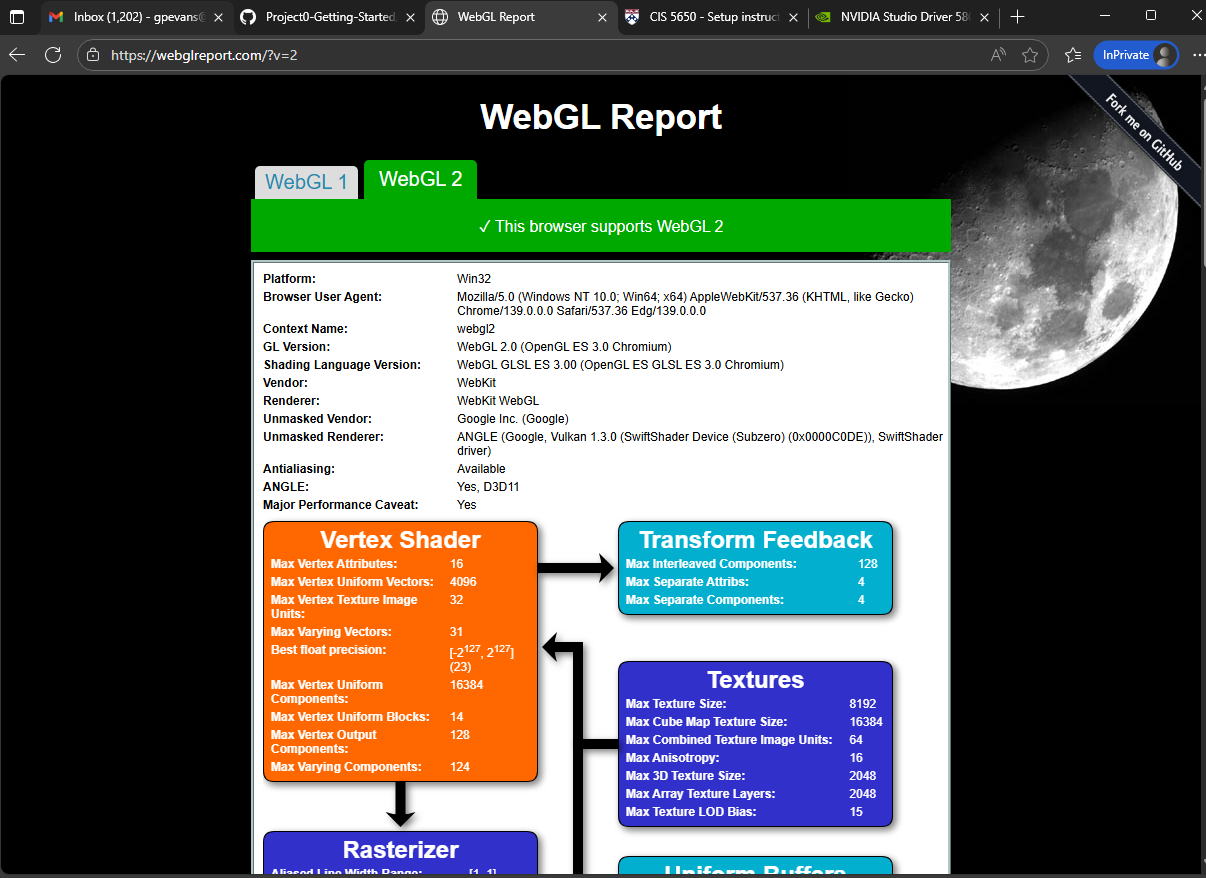 Inbox (1,202) - gpevans@
Project0-Getting-Started
WebGL Report
CIS 5650 - Setup instruct
NVIDIA Studio Driver 58
https://webglreport.com/?v=2
InPrivate
WebGL Report
Fork me on GitHub
WebGL 1
WebGL 2
✓ This browser supports WebGL 2
Platform: Win32
Browser User Agent: Mozilla/5.0 (Windows NT 10.0; Win64; x64) AppleWebKit/537.36 (KHTML, like Gecko)
Chrome/139.0.0.0 Safari/537.36 Edg/139.0.0.0
Context Name: webgl2
GL Version: WebGL 2.0 (OpenGL ES 3.0 Chromium)
Shading Language Version: WebGL GLSL ES 3.00 (OpenGL ES GLSL ES 3.0 Chromium)
Vendor: WebKit
Renderer: WebKit WebGL
Unmasked Vendor: Google Inc. (Google)
Unmasked Renderer: ANGLE (Google, Vulkan 1.3.0 (SwiftShader Device (Subzero) (0x0000C0DE)), SwiftShader
driver)
Antialiasing: Available
ANGLE: Yes, D3D11
Major Performance Caveat: Yes
Vertex Shader
Max Vertex Attributes: 16
Max Vertex Uniform Vectors: 4096
Max Vertex Texture Image 32
Units:
Max Varying Vectors: 31
Best float precision: [-2^127, 2^127]
(23)
Max Vertex Uniform 16384
Components:
Max Vertex Uniform Blocks: 14
Max Vertex Output 128
Components:
Max Varying Components: 124
Transform Feedback
Max Interleaved Components: 128
Max Separate Attribs: 4
Max Separate Components: 4
Textures
Max Texture Size: 8192
Max Cube Map Texture Size: 16384
Max Combined Texture Image Units: 64
Max Anisotropy: 16
Max 3D Texture Size: 2048
Max Array Texture Layers: 2048
Max Texture LOD Bias: 15
Rasterizer
Aliased Line Width Range: [1, 1]
Uniform Buffers